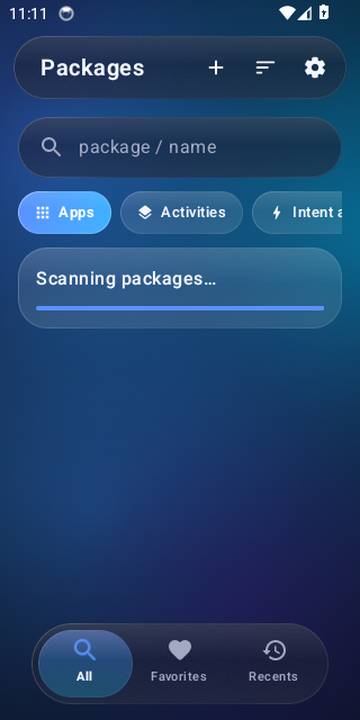 11:11
Packages
package / name
Apps
Activities
Intent a
Scanning packages…
All
Favorites
Recents